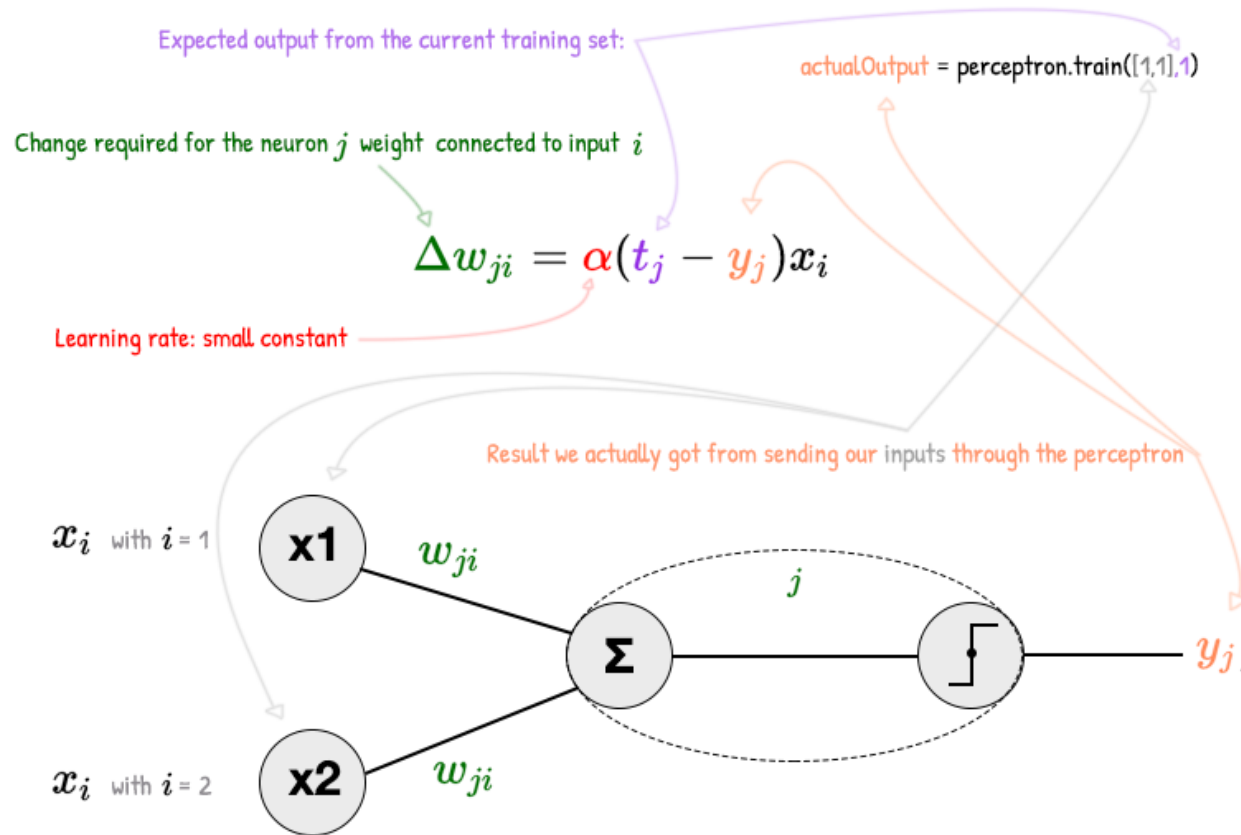 Expected output from the current training set:
actualOutput = perceptron.train([1,1],1)
Change required for the neuron j weight connected to input i
Δw_ji = α(t_j − y_j)x_i
Learning rate: small constant
Result we actually got from sending our inputs through the perceptron
x_i with i = 1
x1
w_ji
j
Σ
y_j
x_i with i = 2
x2
w_ji